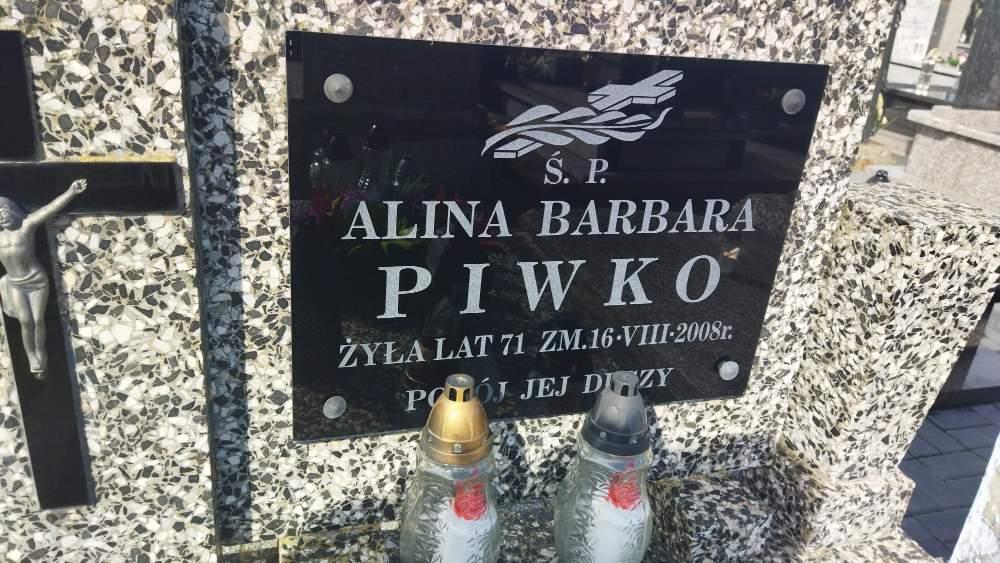 Ś. P.
ALINA BARBARA
PIWKO
ŻYŁA LAT 71 ZM.16·VIII·2008r.
JEJ